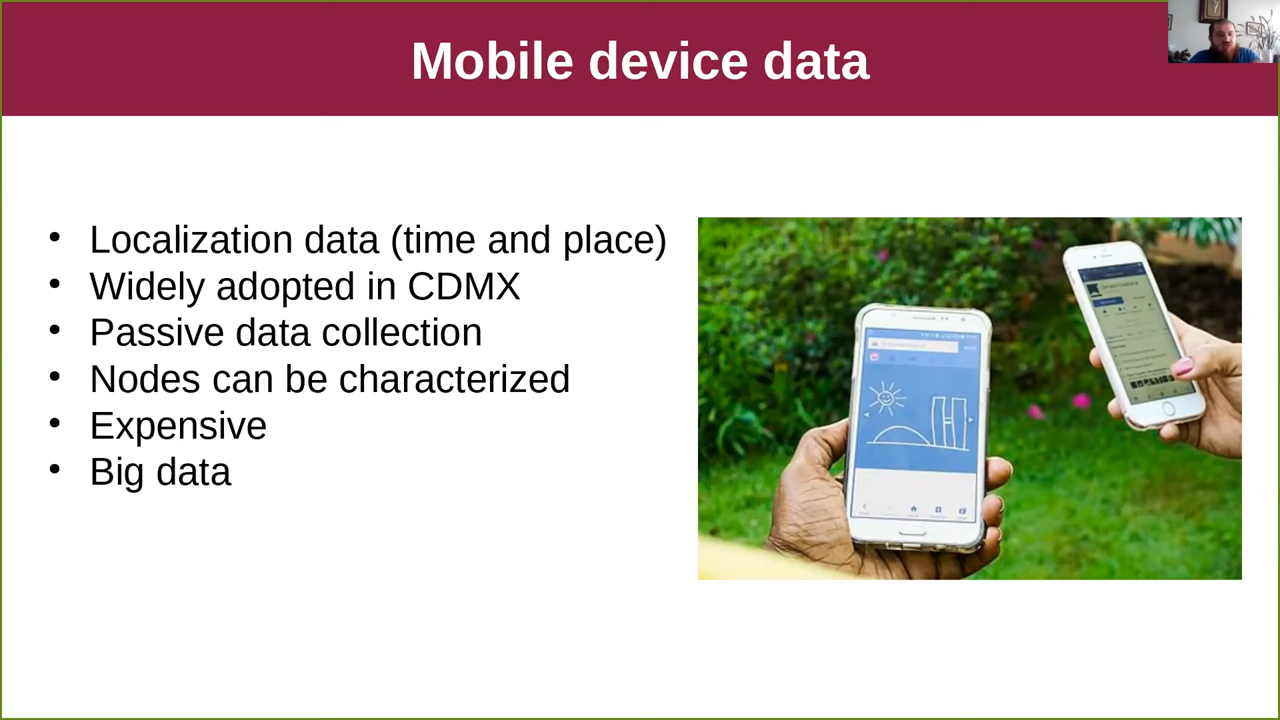 Mobile device data
• Localization data (time and place)
• Widely adopted in CDMX
• Passive data collection
• Nodes can be characterized
• Expensive
• Big data